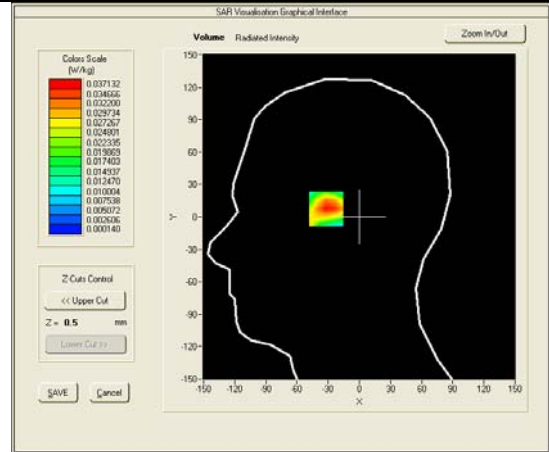 SAR Visualisation Graphical Interface
Volume Radiated Intensity
Zoom In/Out
Colors Scale
(W/kg)
0.037132
0.034666
0.032200
0.029734
0.027267
0.024801
0.022335
0.019869
0.017403
0.014937
0.012470
0.010004
0.007538
0.005072
0.002606
0.000140
Z Cuts Control
<< Upper Cut
Z = 0.5 mm
Lower Cut >>
SAVE Cancel
150
120
90
60
30
0
-30
-60
-90
-120
-150
Y
-150 -120 -90 -60 -30 0 30 60 90 120 150
X